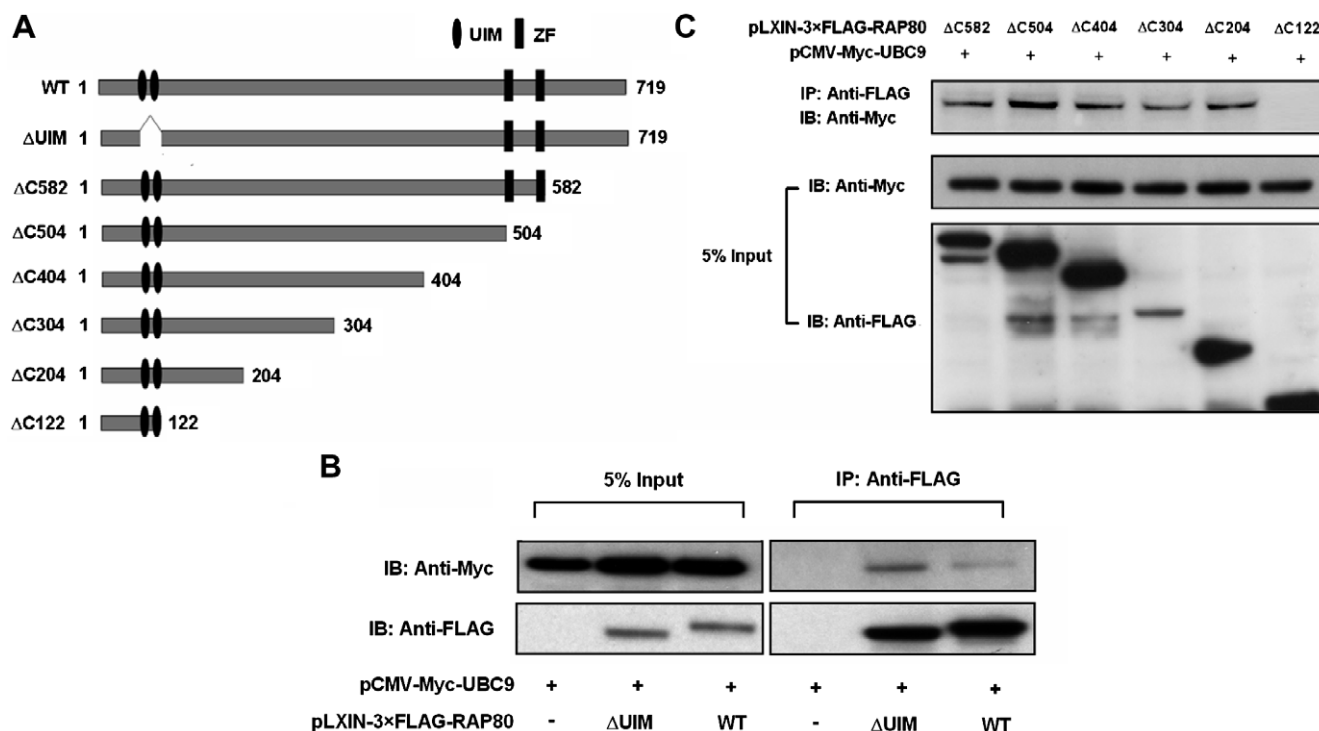 A
UIM ZF
WT 1 719
ΔUIM 1 719
ΔC582 1 582
ΔC504 1 504
ΔC404 1 404
ΔC304 1 304
ΔC204 1 204
ΔC122 1 122
C
pLXIN-3×FLAG-RAP80 ΔC582 ΔC504 ΔC404 ΔC304 ΔC204 ΔC122
pCMV-Myc-UBC9 + + + + + +
IP: Anti-FLAG
IB: Anti-Myc
IB: Anti-Myc
5% Input
IB: Anti-FLAG
B
5% Input IP: Anti-FLAG
IB: Anti-Myc
IB: Anti-FLAG
pCMV-Myc-UBC9 + + + + + +
pLXIN-3×FLAG-RAP80 - ΔUIM WT - ΔUIM WT